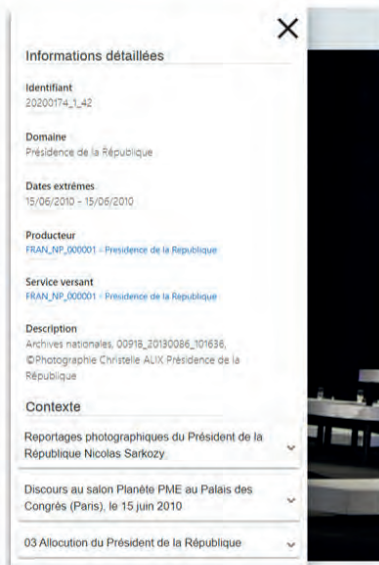 Informations détaillées
Identifiant
20200174_1_42
Domaine
Présidence de la République
Dates extrêmes
15/06/2010 - 15/06/2010
Producteur
FRAN_NP_000001 - Presidence de la Republique
Service versant
FRAN_NP_000001 - Presidence de la Republique
Description
Archives nationales, 00918_20130086_101636,
©Photographie Christelle ALIX Présidence de la
République
Contexte
Reportages photographiques du Président de la
République Nicolas Sarkozy
Discours au salon Planète PME au Palais des
Congrès (Paris), le 15 juin 2010
03 Allocution du Président de la République